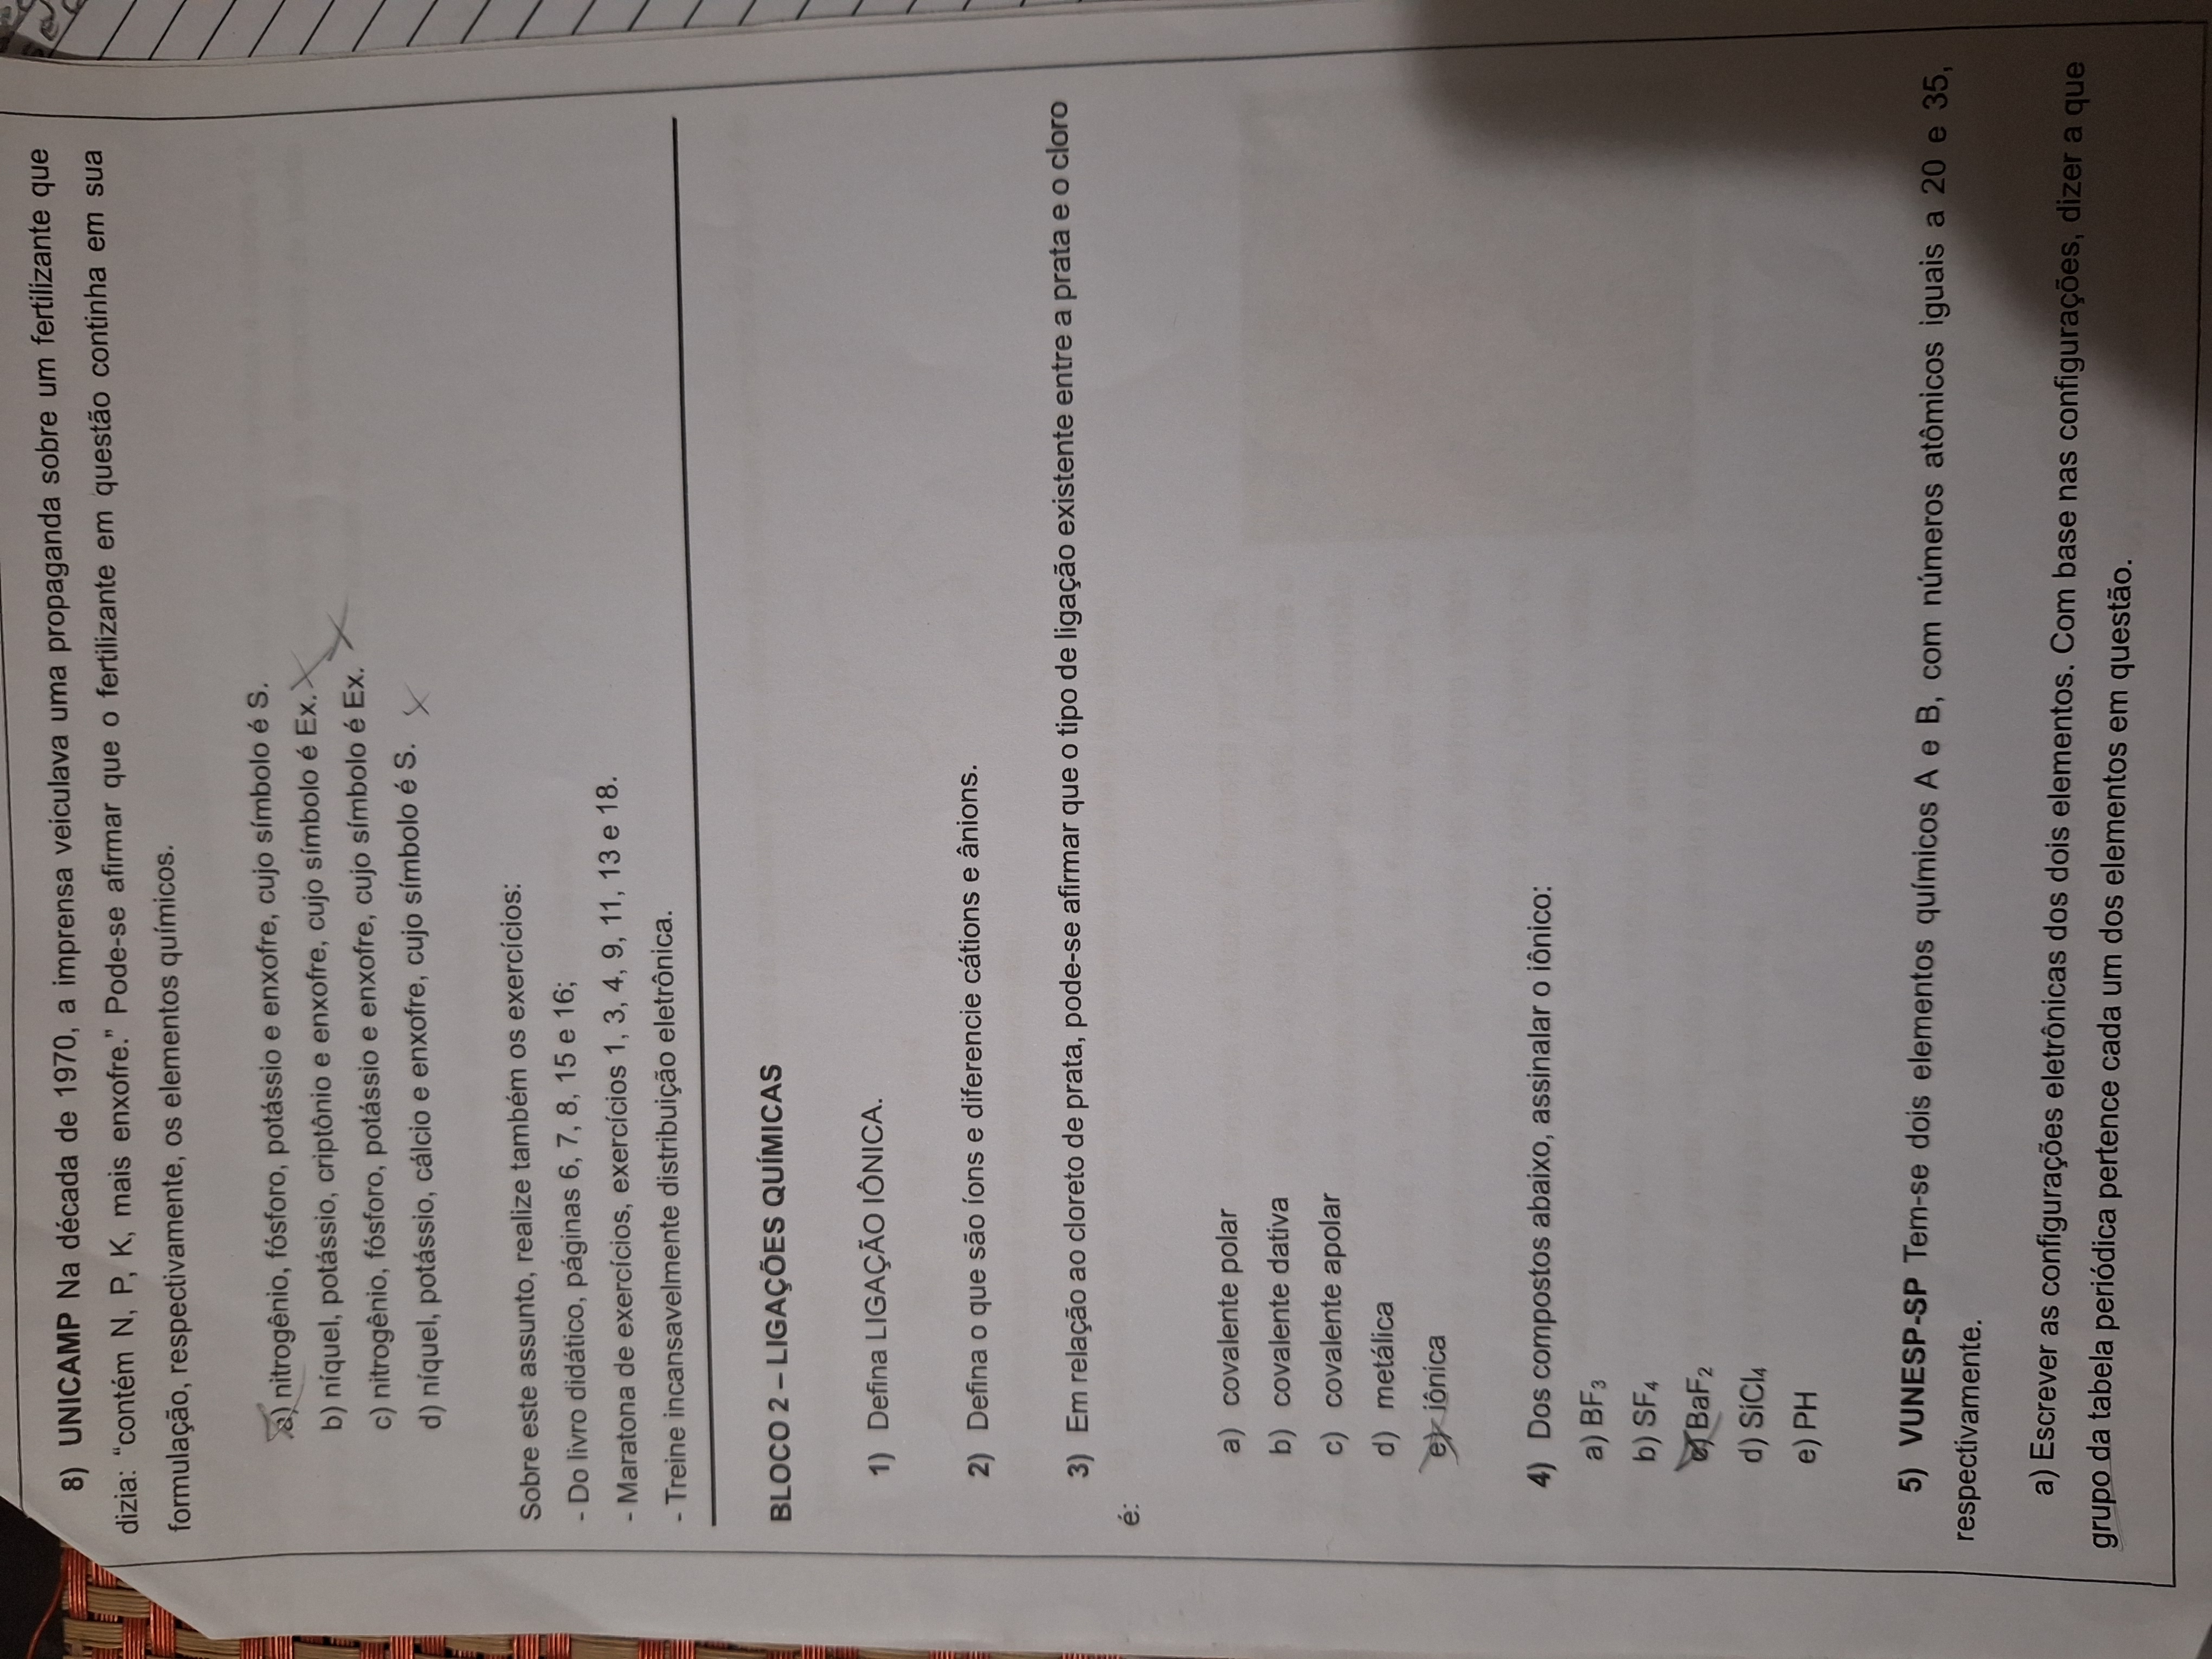 8) UNICAMP Na década de 1970, a imprensa veiculava uma propaganda sobre um fertilizante que
dizia: “contém N, P, K, mais enxofre.” Pode-se afirmar que o fertilizante em questão continha em sua
formulação, respectivamente, os elementos químicos.
a) nitrogênio, fósforo, potássio e enxofre, cujo símbolo é S.
b) níquel, potássio, criptônio e enxofre, cujo símbolo é Ex.
c) nitrogênio, fósforo, potássio e enxofre, cujo símbolo é Ex.
d) níquel, potássio, cálcio e enxofre, cujo símbolo é S.
Sobre este assunto, realize também os exercícios:
- Do livro didático, páginas 6, 7, 8, 15 e 16;
- Maratona de exercícios, exercícios 1, 3, 4, 9, 11, 13 e 18.
- Treine incansavelmente distribuição eletrônica.
BLOCO 2 – LIGAÇÕES QUÍMICAS
1) Defina LIGAÇÃO IÔNICA.
2) Defina o que são íons e diferencie cátions e ânions.
3) Em relação ao cloreto de prata, pode-se afirmar que o tipo de ligação existente entre a prata e o cloro
é:
a) covalente polar
b) covalente dativa
c) covalente apolar
d) metálica
e) iônica
4) Dos compostos abaixo, assinalar o iônico:
a) BF₃
b) SF₄
c) BaF₂
d) SiCl₄
e) PH
5) VUNESP-SP Tem-se dois elementos químicos A e B, com números atômicos iguais a 20 e 35,
respectivamente.
a) Escrever as configurações eletrônicas dos dois elementos. Com base nas configurações, dizer a que
grupo da tabela periódica pertence cada um dos elementos em questão.